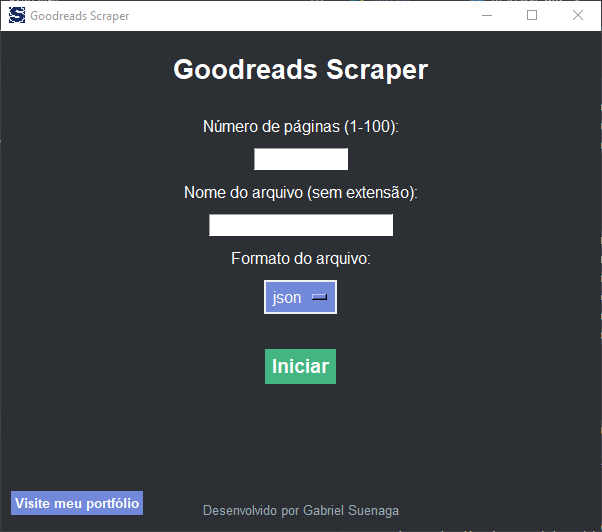 S Goodreads Scraper
Goodreads Scraper
Número de páginas (1-100):
Nome do arquivo (sem extensão):
Formato do arquivo:
json
Iniciar
Visite meu portfólio
Desenvolvido por Gabriel Suenaga